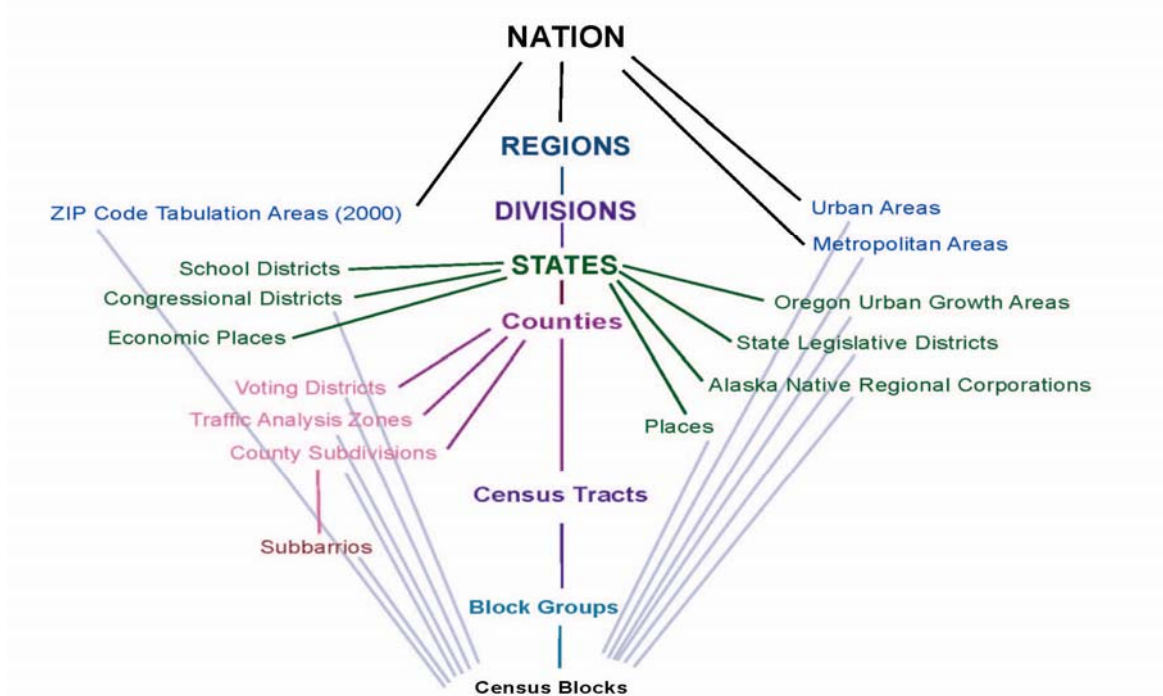 NATION
REGIONS
ZIP Code Tabulation Areas (2000)
DIVISIONS
Urban Areas
Metropolitan Areas
School Districts
STATES
Congressional Districts
Oregon Urban Growth Areas
Economic Places
Counties
State Legislative Districts
Voting Districts
Alaska Native Regional Corporations
Traffic Analysis Zones
Places
County Subdivisions
Census Tracts
Subbarrios
Block Groups
Census Blocks